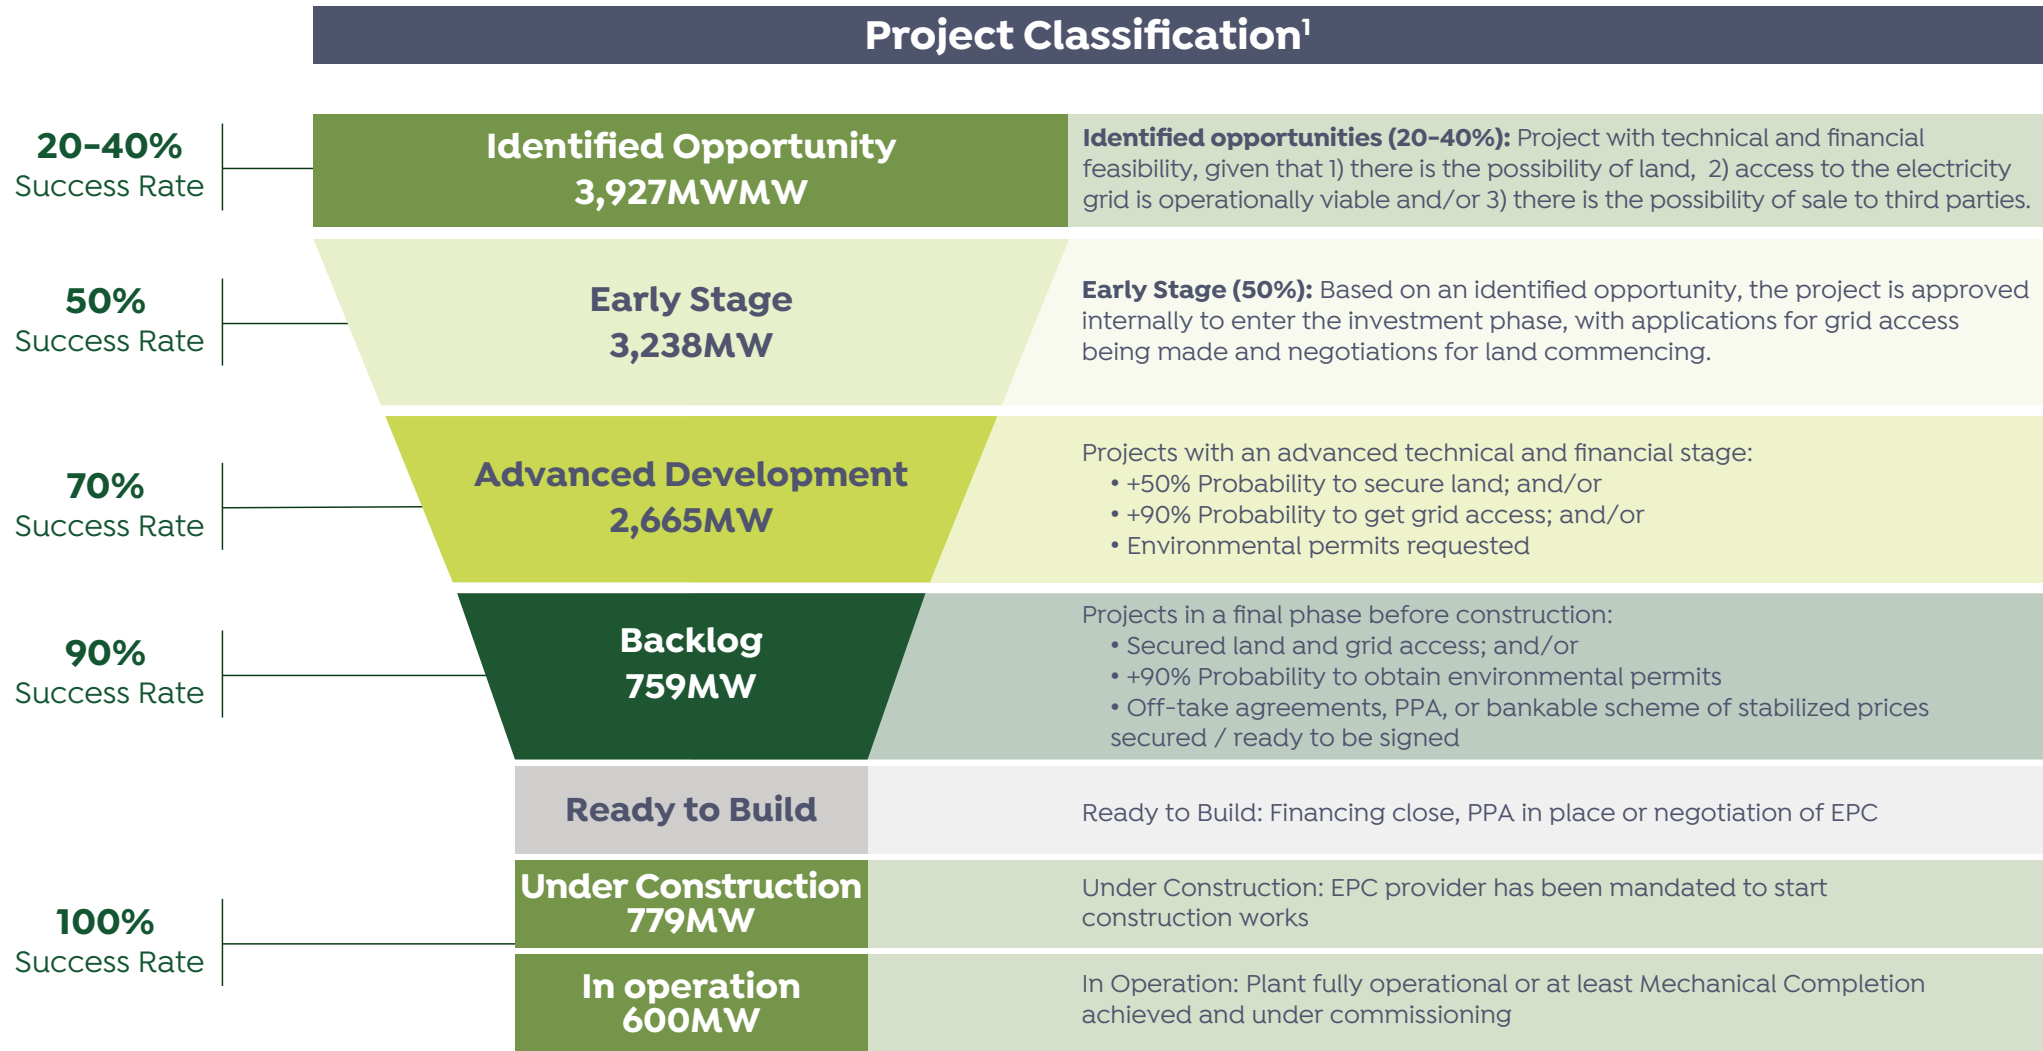 Project Classification¹
20-40%
Success Rate
Identified Opportunity
3,927MWMW
Identified opportunities (20-40%): Project with technical and financial
feasibility, given that 1) there is the possibility of land, 2) access to the electricity
grid is operationally viable and/or 3) there is the possibility of sale to third parties.
50%
Success Rate
Early Stage
3,238MW
Early Stage (50%): Based on an identified opportunity, the project is approved
internally to enter the investment phase, with applications for grid access
being made and negotiations for land commencing.
70%
Success Rate
Advanced Development
2,665MW
Projects with an advanced technical and financial stage:
• +50% Probability to secure land; and/or
• +90% Probability to get grid access; and/or
• Environmental permits requested
90%
Success Rate
Backlog
759MW
Projects in a final phase before construction:
• Secured land and grid access; and/or
• +90% Probability to obtain environmental permits
• Off-take agreements, PPA, or bankable scheme of stabilized prices
secured / ready to be signed
Ready to Build
Ready to Build: Financing close, PPA in place or negotiation of EPC
100%
Success Rate
Under Construction
779MW
Under Construction: EPC provider has been mandated to start
construction works
In operation
600MW
In Operation: Plant fully operational or at least Mechanical Completion
achieved and under commissioning